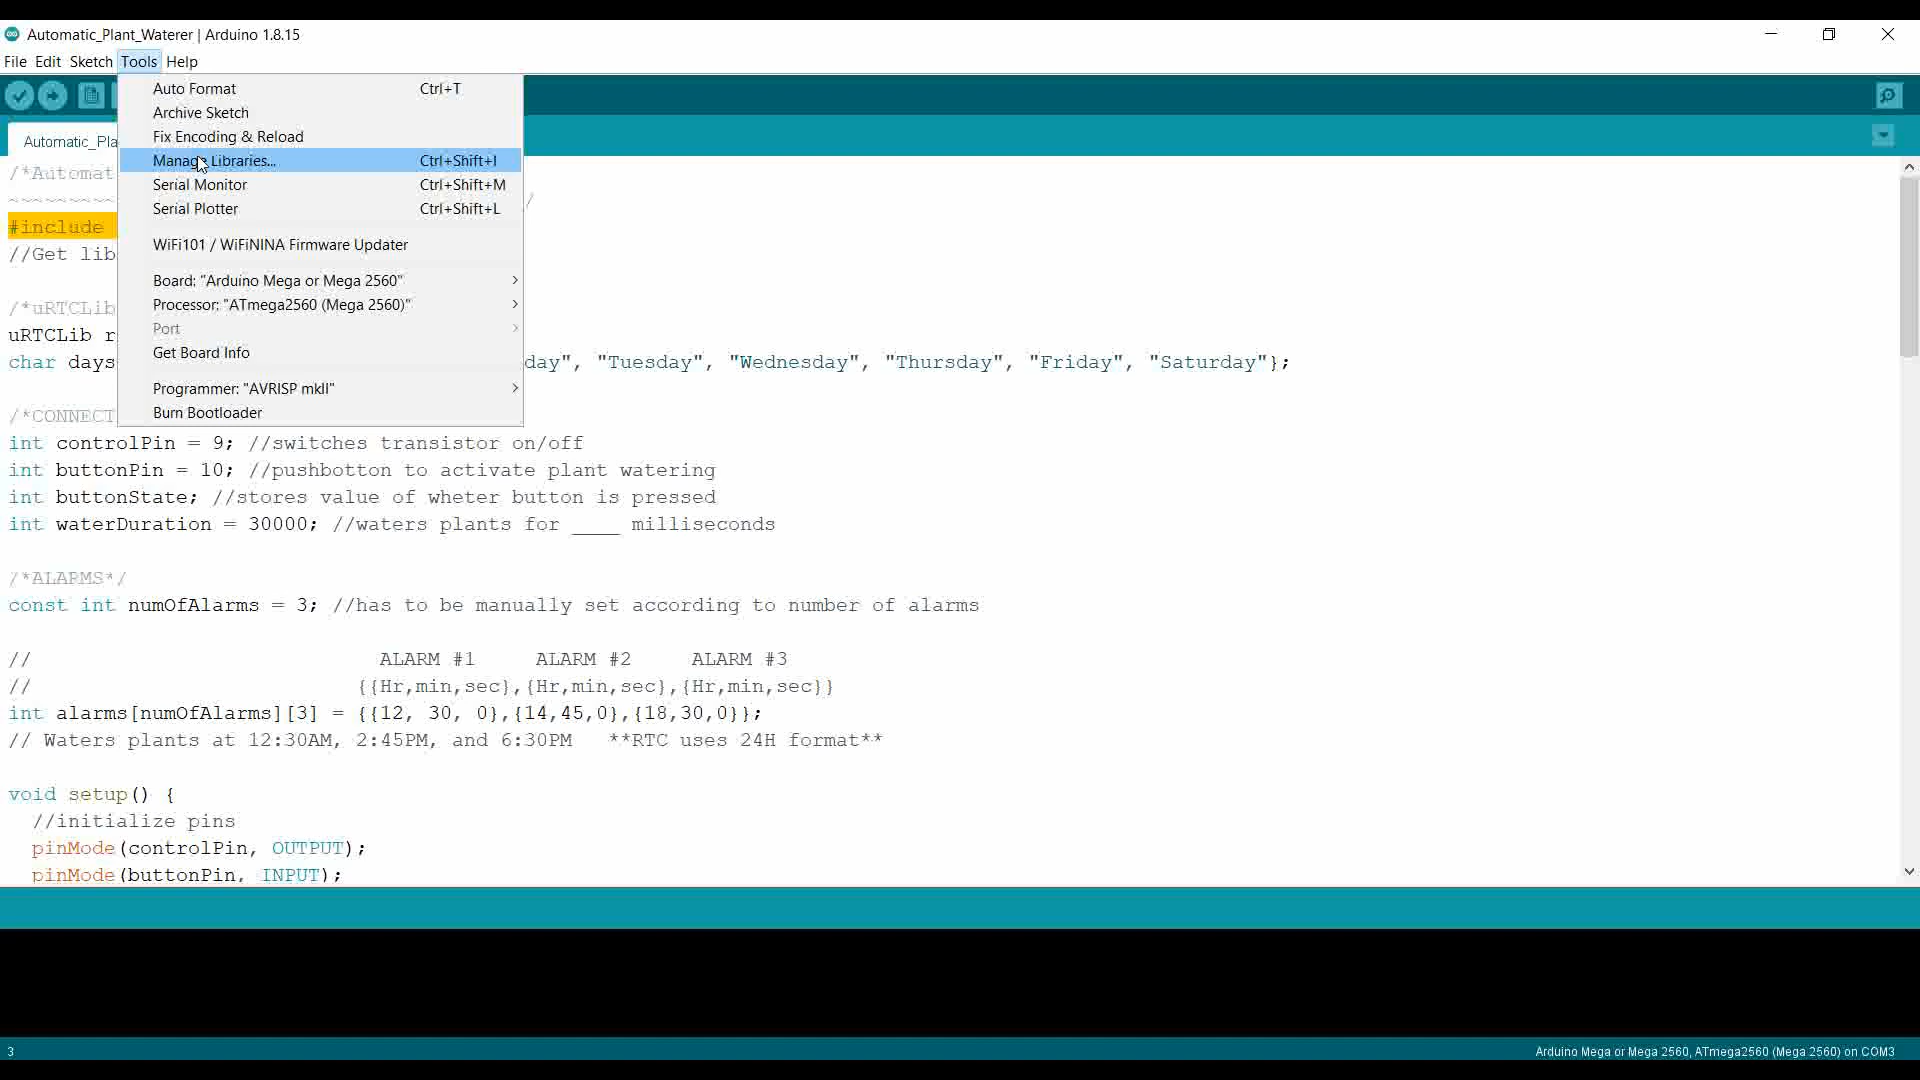 Automatic_Plant_Waterer | Arduino 1.8.15
File Edit Sketch Tools Help
Auto Format Ctrl+T
Archive Sketch
Fix Encoding & Reload
Manage Libraries... Ctrl+Shift+I
Serial Monitor Ctrl+Shift+M
Serial Plotter Ctrl+Shift+L
WiFi101 / WiFiNINA Firmware Updater
Board: "Arduino Mega or Mega 2560"
Processor: "ATmega2560 (Mega 2560)"
Port
Get Board Info
Programmer: "AVRISP mkII"
Burn Bootloader
Automatic_Pla
/*Automat
~~~~~~~~~ /
#include
//Get lib
/*uRTCLib
uRTCLib r
char days day", "Tuesday", "Wednesday", "Thursday", "Friday", "Saturday"};
/*CONNECT
int controlPin = 9; //switches transistor on/off
int buttonPin = 10; //pushbotton to activate plant watering
int buttonState; //stores value of wheter button is pressed
int waterDuration = 30000; //waters plants for ____ milliseconds
/*ALARMS*/
const int numOfAlarms = 3; //has to be manually set according to number of alarms
// ALARM #1 ALARM #2 ALARM #3
// {{Hr,min,sec},{Hr,min,sec},{Hr,min,sec}}
int alarms[numOfAlarms][3] = {{12, 30, 0},{14,45,0},{18,30,0}};
// Waters plants at 12:30AM, 2:45PM, and 6:30PM **RTC uses 24H format**
void setup() {
//initialize pins
pinMode(controlPin, OUTPUT);
pinMode(buttonPin, INPUT);
3 Arduino Mega or Mega 2560, ATmega2560 (Mega 2560) on COM3